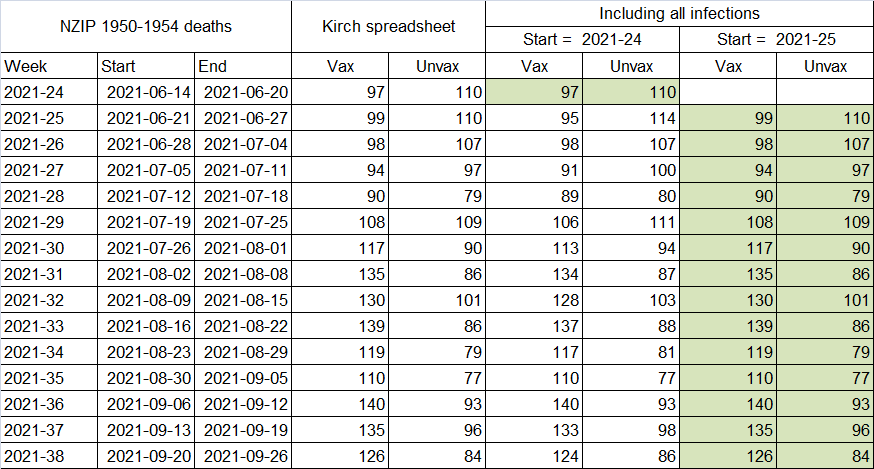 NZIP 1950-1954 deaths Kirch spreadsheet Including all infections
Start = 2021-24 Start = 2021-25
Week Start End Vax Unvax Vax Unvax Vax Unvax
2021-24 2021-06-14 2021-06-20 97 110 97 110
2021-25 2021-06-21 2021-06-27 99 110 95 114 99 110
2021-26 2021-06-28 2021-07-04 98 107 98 107 98 107
2021-27 2021-07-05 2021-07-11 94 97 91 100 94 97
2021-28 2021-07-12 2021-07-18 90 79 89 80 90 79
2021-29 2021-07-19 2021-07-25 108 109 106 111 108 109
2021-30 2021-07-26 2021-08-01 117 90 113 94 117 90
2021-31 2021-08-02 2021-08-08 135 86 134 87 135 86
2021-32 2021-08-09 2021-08-15 130 101 128 103 130 101
2021-33 2021-08-16 2021-08-22 139 86 137 88 139 86
2021-34 2021-08-23 2021-08-29 119 79 117 81 119 79
2021-35 2021-08-30 2021-09-05 110 77 110 77 110 77
2021-36 2021-09-06 2021-09-12 140 93 140 93 140 93
2021-37 2021-09-13 2021-09-19 135 96 133 98 135 96
2021-38 2021-09-20 2021-09-26 126 84 124 86 126 84